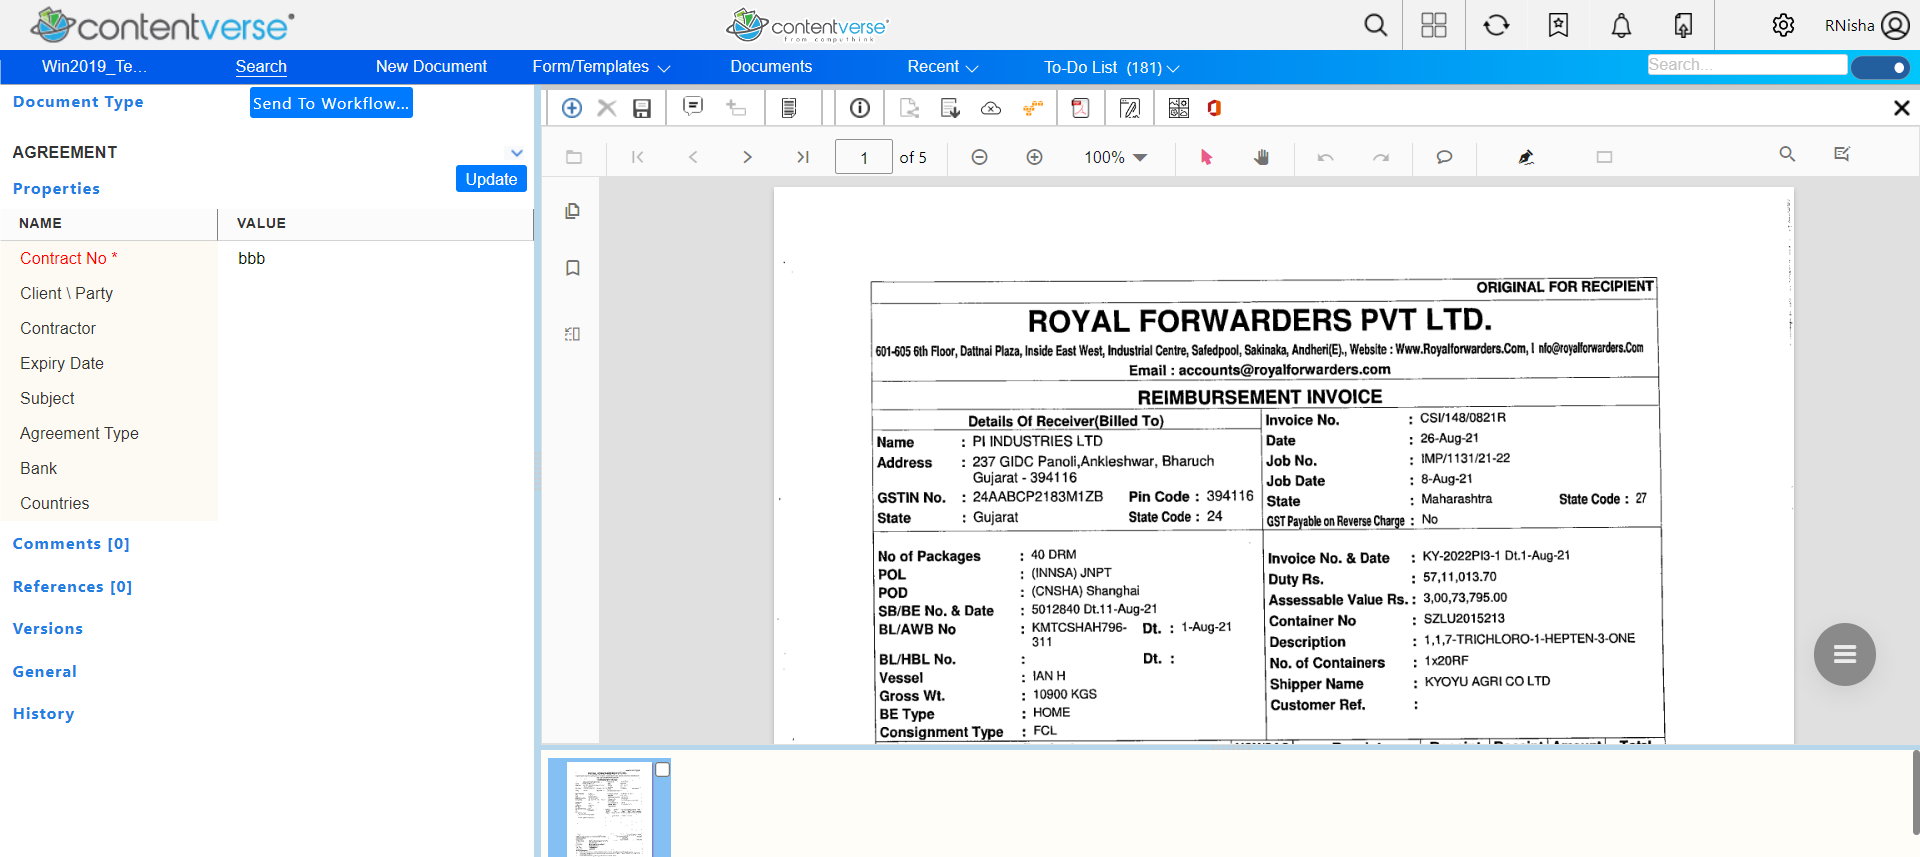 contentverse
contentverse
from computhink
RNisha
Win2019_Te...
Search
New Document
Form/Templates
Documents
Recent
To-Do List (181)
Search...
Document Type
Send To Workflow...
AGREEMENT
Update
Properties
NAME VALUE
Contract No * bbb
Client \ Party
Contractor
Expiry Date
Subject
Agreement Type
Bank
Countries
Comments [0]
References [0]
Versions
General
History
1 of 5
100%
ORIGINAL FOR RECIPIENT
ROYAL FORWARDERS PVT LTD.
601-605 6th Floor, Dattnai Plaza, Inside East West, Industrial Centre, Safedpool, Sakinaka, Andheri(E)., Website : Www.Royalforwarders.Com, I nfo@royalforwarders.Com
Email : accounts@royalforwarders.com
REIMBURSEMENT INVOICE
Details Of Receiver(Billed To)
Name : PI INDUSTRIES LTD
Address : 237 GIDC Panoli,Ankleshwar, Bharuch
Gujarat - 394116
GSTIN No. : 24AABCP2183M1ZB Pin Code : 394116
State : Gujarat State Code : 24
Invoice No. : CSI/148/0821R
Date : 26-Aug-21
Job No. : IMP/1131/21-22
Job Date : 8-Aug-21
State : Maharashtra State Code : 27
GST Payable on Reverse Charge : No
No of Packages : 40 DRM
POL : (INNSA) JNPT
POD : (CNSHA) Shanghai
SB/BE No. & Date : 5012840 Dt.11-Aug-21
BL/AWB No : KMTCSHAH796- Dt. : 1-Aug-21
311
BL/HBL No. : Dt. :
Vessel : IAN H
Gross Wt. : 10900 KGS
BE Type : HOME
Consignment Type : FCL
Invoice No. & Date : KY-2022PI3-1 Dt.1-Aug-21
Duty Rs. : 57,11,013.70
Assessable Value Rs. : 3,00,73,795.00
Container No : SZLU2015213
Description : 1,1,7-TRICHLORO-1-HEPTEN-3-ONE
No. of Containers : 1x20RF
Shipper Name : KYOYU AGRI CO LTD
Customer Ref. :